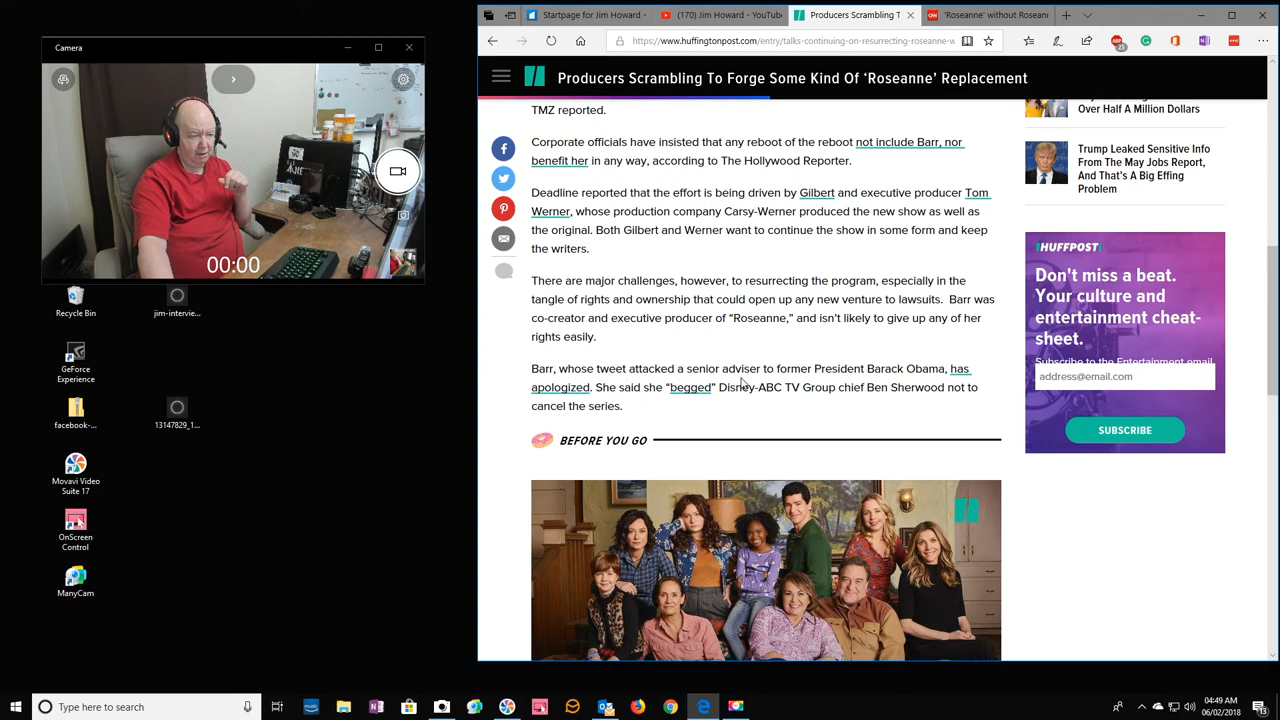 Camera
00:00
Recycle Bin
jim-intervie...
GeForce
Experience
facebook-...
13147829_1...
Movavi Video
Suite 17
OnScreen
Control
ManyCam
Startpage for Jim Howard
(170) Jim Howard - YouTub
Producers Scrambling T
'Roseanne' without Roseann
https://www.huffingtonpost.com/entry/talks-continuing-on-resurrecting-roseanne-w
25
Producers Scrambling To Forge Some Kind Of ‘Roseanne’ Replacement
TMZ reported.
Corporate officials have insisted that any reboot of the reboot not include Barr, nor
benefit her in any way, according to The Hollywood Reporter.
Deadline reported that the effort is being driven by Gilbert and executive producer Tom
Werner, whose production company Carsy-Werner produced the new show as well as
the original. Both Gilbert and Werner want to continue the show in some form and keep
the writers.
There are major challenges, however, to resurrecting the program, especially in the
tangle of rights and ownership that could open up any new venture to lawsuits. Barr was
co-creator and executive producer of “Roseanne,” and isn’t likely to give up any of her
rights easily.
Barr, whose tweet attacked a senior adviser to former President Barack Obama, has
apologized. She said she “begged” Disney-ABC TV Group chief Ben Sherwood not to
cancel the series.
BEFORE YOU GO
Over Half A Million Dollars
Trump Leaked Sensitive Info
From The May Jobs Report,
And That’s A Big Effing
Problem
HUFFPOST
Don't miss a beat.
Your culture and
entertainment cheat-
sheet.
Subscribe to the Entertainment email
address@email.com
SUBSCRIBE
Type here to search
04:49 AM
06/02/2018
13